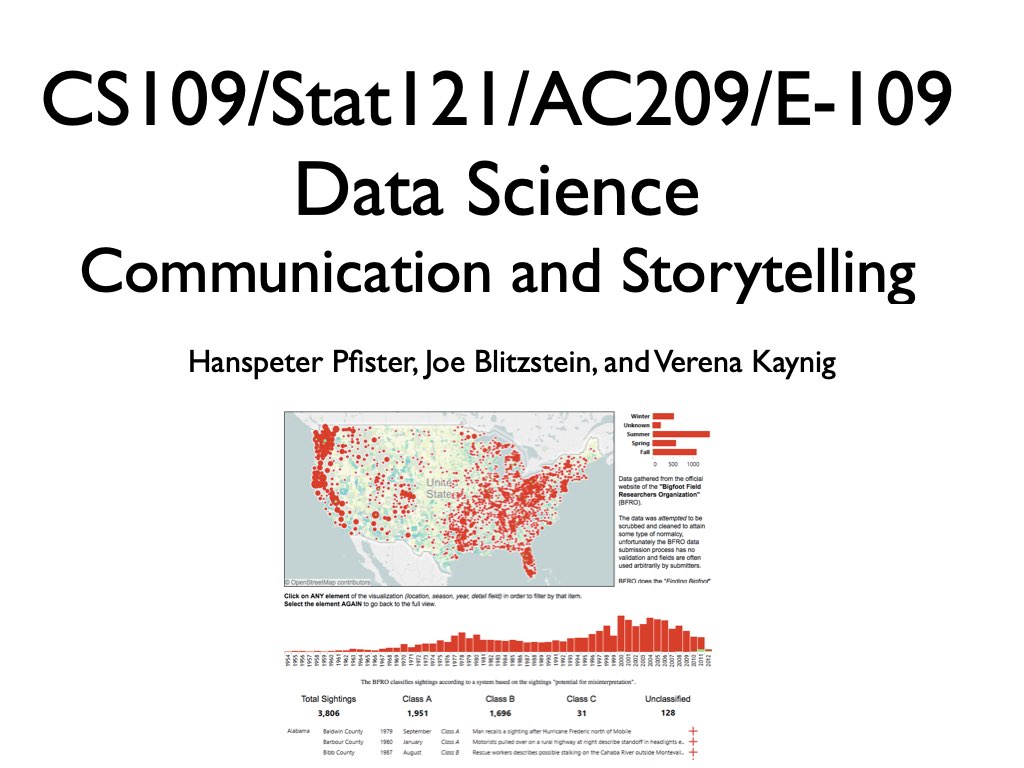 CS109/Stat121/AC209/E-109
Data Science
Communication and Storytelling
Hanspeter Pfister, Joe Blitzstein, and Verena Kaynig
United
States
© OpenStreetMap contributors
Winter
Unknown
Summer
Spring
Fall
0 500 1000
Data gathered from the official
website of the "Bigfoot Field
Researchers Organization"
(BFRO).
The data was attempted to be
scrubbed and cleaned to attain
some type of normalcy,
unfortunately the BFRO data
submission process has no
validation and fields are often
used arbitrarily by submitters.
BFRO does the "Finding Bigfoot"
Click on ANY element of the visualization (location, season, year, detail field) in order to filter by that item.
Select the element AGAIN to go back to the full view.
The BFRO classifies sightings according to a system based on the sightings "potential for misinterpretation".
Total Sightings Class A Class B Class C Unclassified
3,806 1,951 1,696 31 128
Alabama Baldwin County 1979 September Class A Man recalls a sighting after Hurricane Frederic north of Mobile
Barbour County 1980 January Class A Motorists pulled over on a rural highway at night describe standoff in headlights e..
Bibb County 1987 August Class B Rescue workers describes possible stalking on the Cahaba River outside Montevall..